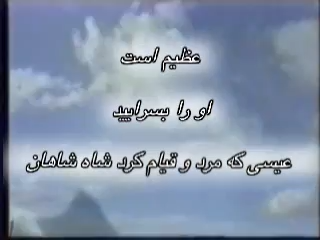 عظیم است
او را بسرایید
عیسی که مرد و قیام کرد شاه شاهان